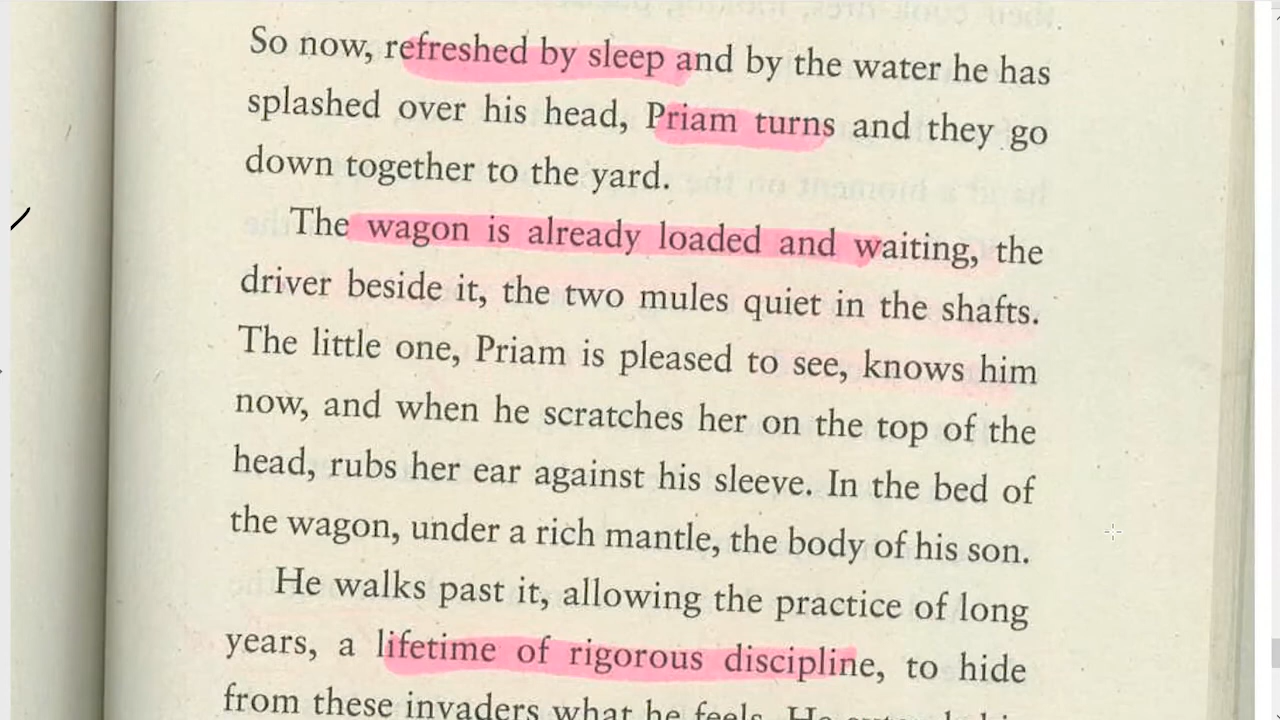 So now, refreshed by sleep and by the water he has
splashed over his head, Priam turns and they go
down together to the yard.
The wagon is already loaded and waiting, the
driver beside it, the two mules quiet in the shafts.
The little one, Priam is pleased to see, knows him
now, and when he scratches her on the top of the
head, rubs her ear against his sleeve. In the bed of
the wagon, under a rich mantle, the body of his son.
He walks past it, allowing the practice of long
years, a lifetime of rigorous discipline, to hide
from these invaders what he feels. He